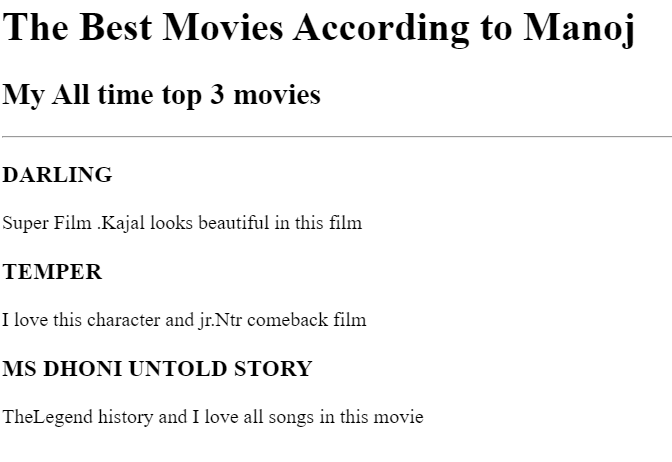 The Best Movies According to Manoj
My All time top 3 movies
DARLING
Super Film .Kajal looks beautiful in this film
TEMPER
I love this character and jr.Ntr comeback film
MS DHONI UNTOLD STORY
TheLegend history and I love all songs in this movie